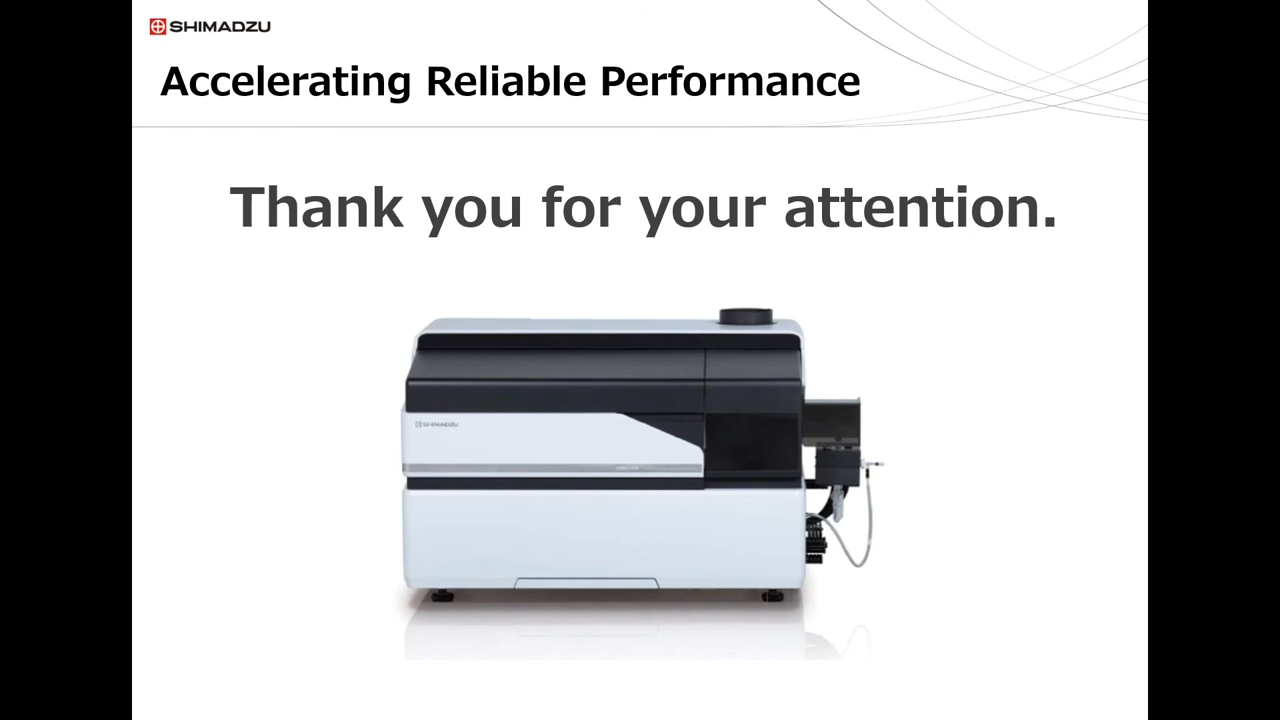 SHIMADZU
Accelerating Reliable Performance
Thank you for your attention.
SHIMADZU